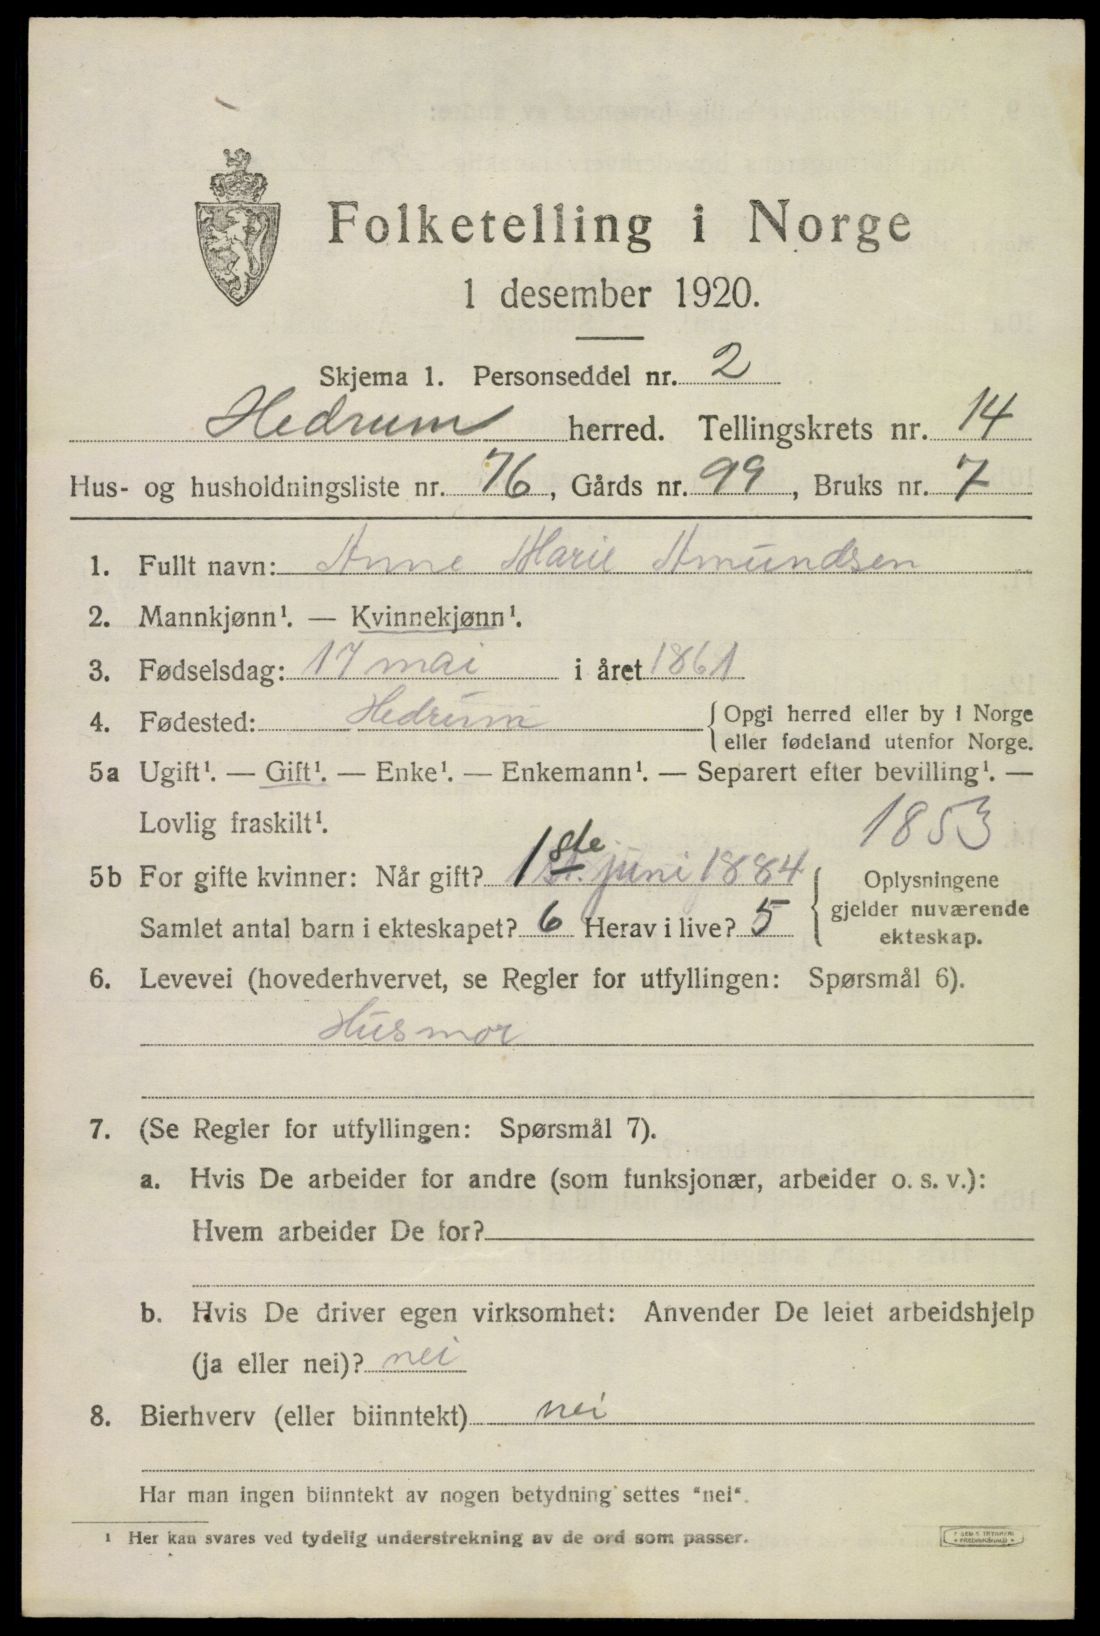 Folketelling i Norge
1 desember 1920.
Skjema 1. Personseddel nr. 2
Hedrum herred. Tellingskrets nr. 14
Hus- og husholdningsliste nr. 76, Gårds nr. 99, Bruks nr. 7
1. Fullt navn: Anne Marie Amundsen
2. Mannkjønn¹. — Kvinnekjønn¹.
3. Fødselsdag: 17 mai i året 1861
4. Fødested: Hedrum {Opgi herred eller by i Norge
eller fødeland utenfor Norge.
5a Ugift¹. — Gift¹. — Enke¹. — Enkemann¹. — Separert efter bevilling¹. —
Lovlig fraskilt¹. 1853
5b For gifte kvinner: Når gift? 1ste juni 1884 { Oplysningene
Samlet antal barn i ekteskapet? 6 Herav i live? 5 gjelder nuværende
ekteskap.
6. Levevei (hovederhvervet, se Regler for utfyllingen: Spørsmål 6).
Husmor
7. (Se Regler for utfyllingen: Spørsmål 7).
a. Hvis De arbeider for andre (som funksjonær, arbeider o. s. v.):
Hvem arbeider De for?
b. Hvis De driver egen virksomhet: Anvender De leiet arbeidshjelp
(ja eller nei)? nei
8. Bierhverv (eller biinntekt) nei
Har man ingen biinntekt av nogen betydning settes "nei".
¹ Her kan svares ved tydelig understrekning av de ord som passer.